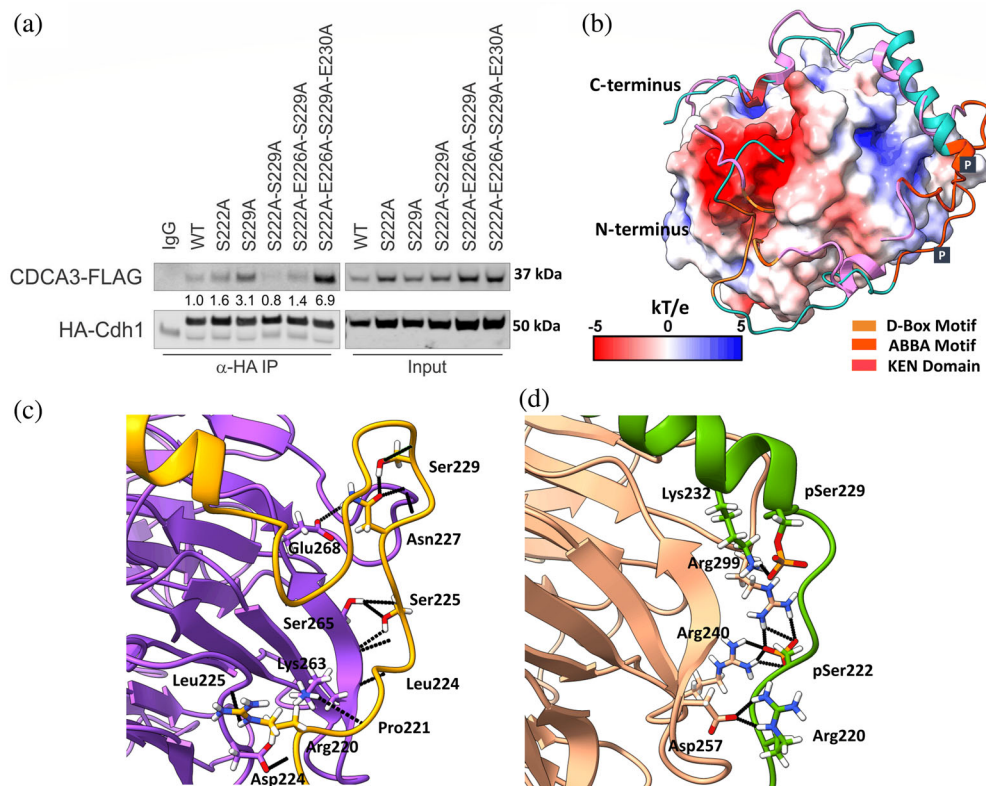 (a)
IgG
WT
S222A
S229A
S222A-S229A
S222A-E226A-S229A
S222A-E226A-S229A-E230A
WT
S222A
S229A
S222A-S229A
S222A-E226A-S229A
S222A-E226A-S229A-E230A
CDCA3-FLAG
37 kDa
1.0 1.6 3.1 0.8 1.4 6.9
HA-Cdh1
50 kDa
α-HA IP
Input
(b)
C-terminus
P
N-terminus
P
kT/e
-5 0 5
D-Box Motif
ABBA Motif
KEN Domain
(c)
Ser229
Glu268
Asn227
Ser225
Ser265
Lys263
Leu225
Leu224
Pro221
Arg220
Asp224
(d)
Lys232
pSer229
Arg299
Arg240
pSer222
Asp257
Arg220